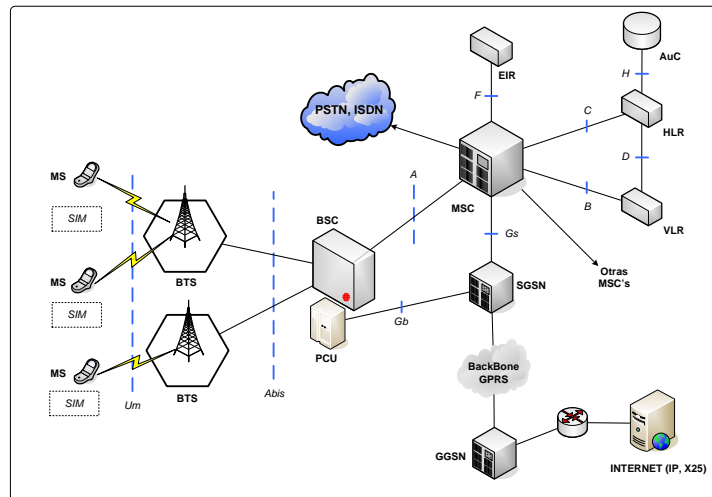 AuC
EIR
H
F
PSTN, ISDN
C
HLR
MS
A
D
SIM
BSC
MSC
B
VLR
MS
BTS
Gs
SIM
SGSN
Otras
MSC's
Gb
MS
PCU
BackBone
GPRS
BTS
SIM
Um
Abis
GGSN
INTERNET (IP, X25)